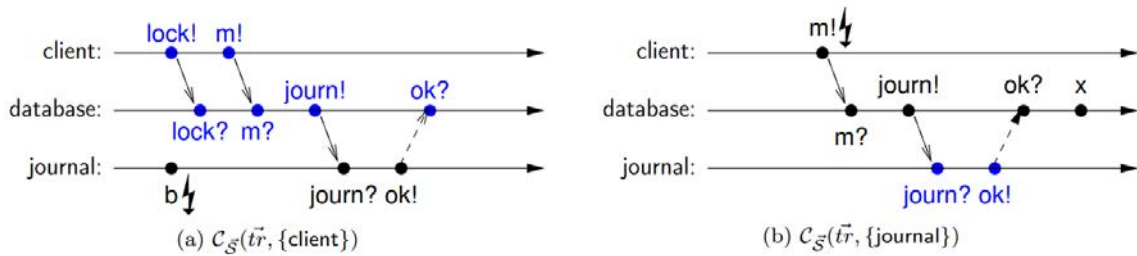 lock! m!
client:
journ! ok?
database:
lock? m?
journal:
b journ? ok!
(a) 𝒞_𝒮⃗(t⃗r, {client})
m!
client:
journ! ok? x
database:
m?
journal:
journ? ok!
(b) 𝒞_𝒮⃗(t⃗r, {journal})